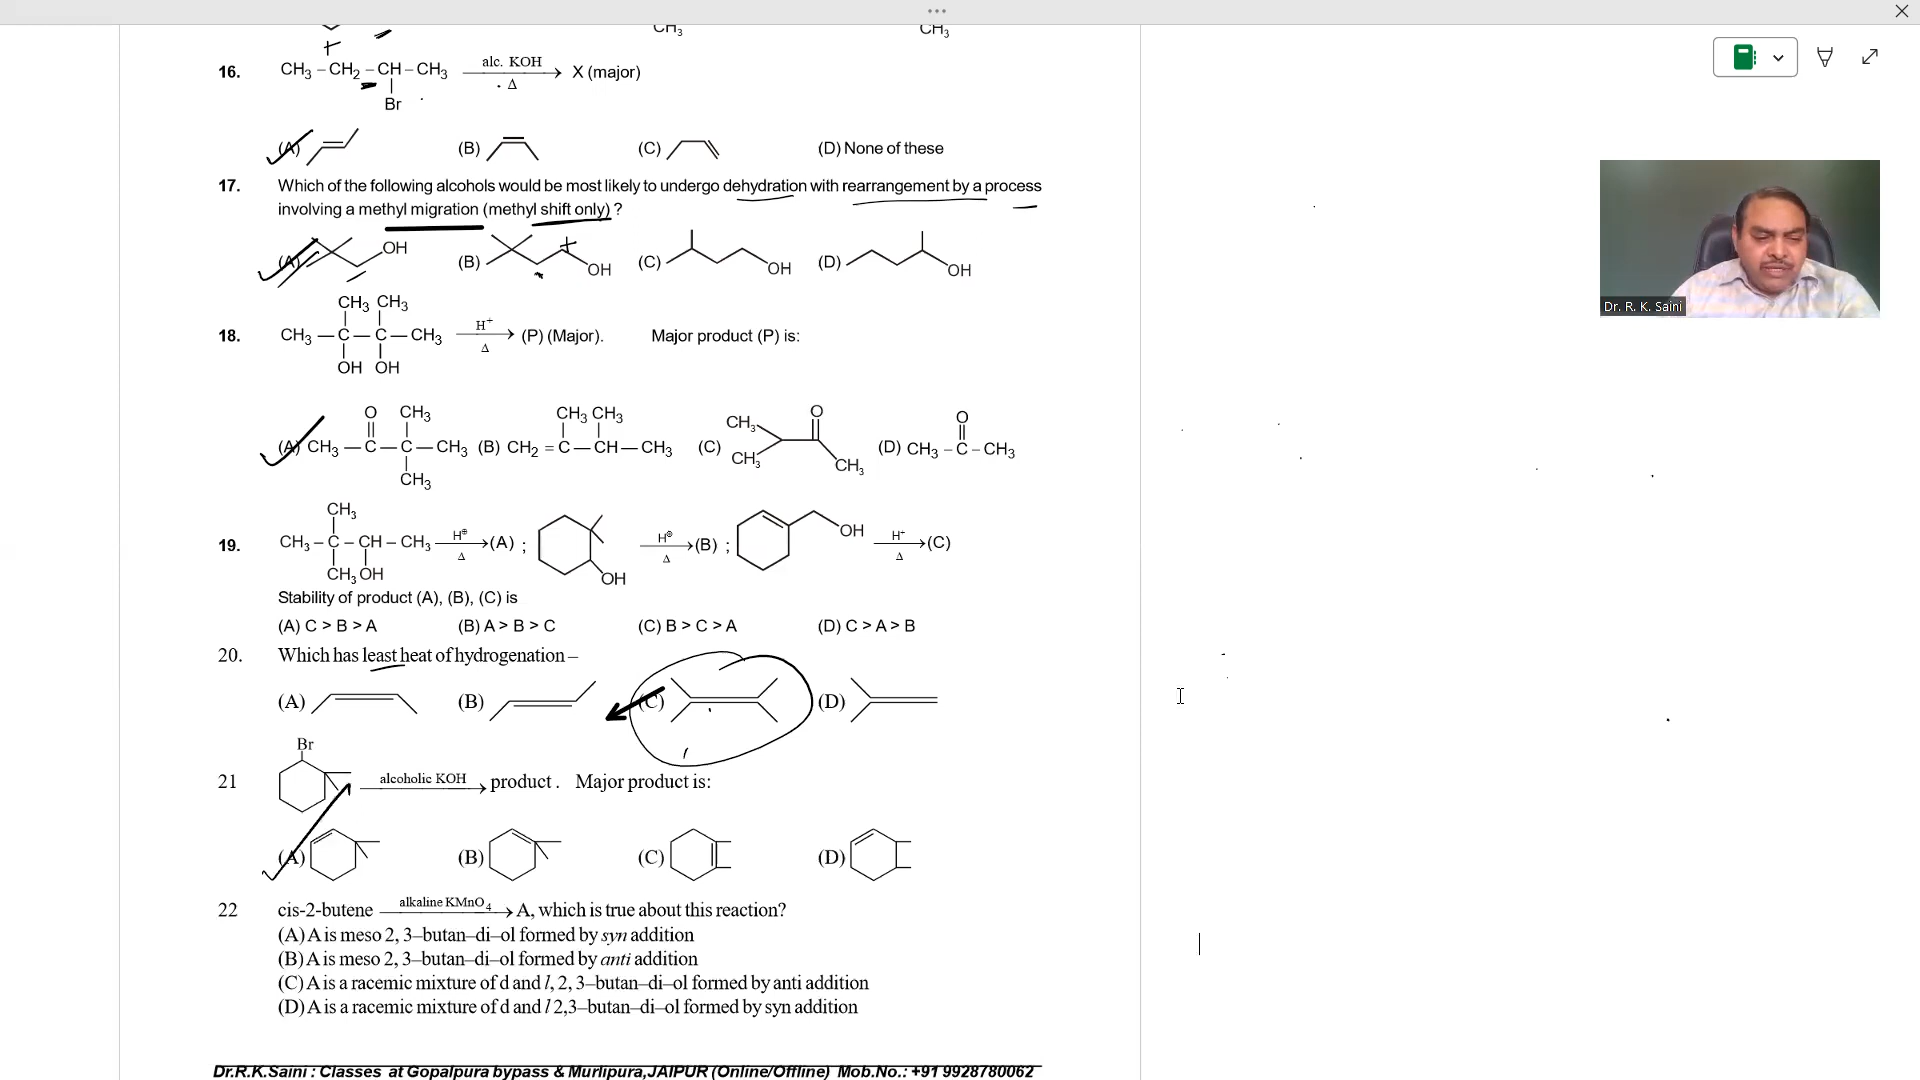 CH3 CH3
16. CH3 – CH2 – CH – CH3 alc. KOH Δ X (major)
Br
(A) (B) (C) (D) None of these
17. Which of the following alcohols would be most likely to undergo dehydration with rearrangement by a process
involving a methyl migration (methyl shift only) ?
(A) OH (B) OH (C) OH (D) OH
CH3 CH3
18. CH3 — C — C — CH3 H+ Δ (P) (Major). Major product (P) is:
OH OH
O CH3 CH3 CH3 CH3 O O
(A) CH3 — C — C — CH3 (B) CH2 = C — CH — CH3 (C) CH3 CH3 (D) CH3 – C – CH3
CH3
CH3
19. CH3 – C – CH – CH3 H⊕ Δ (A) ; OH H⊕ Δ (B) ; OH H+ Δ (C)
CH3 OH
Stability of product (A), (B), (C) is
(A) C > B > A (B) A > B > C (C) B > C > A (D) C > A > B
20. Which has least heat of hydrogenation –
(A) (B) (C) (D)
Br
21 alcoholic KOH product . Major product is:
(A) (B) (C) (D)
22 cis-2-butene alkaline KMnO4 A, which is true about this reaction?
(A) A is meso 2, 3–butan–di–ol formed by syn addition
(B) A is meso 2, 3–butan–di–ol formed by anti addition
(C) A is a racemic mixture of d and l, 2, 3–butan–di–ol formed by anti addition
(D) A is a racemic mixture of d and l 2,3–butan–di–ol formed by syn addition
Dr.R.K.Saini : Classes at Gopalpura bypass & Murlipura,JAIPUR (Online/Offline) Mob.No.: +91 9928780062
Dr. R. K. Saini